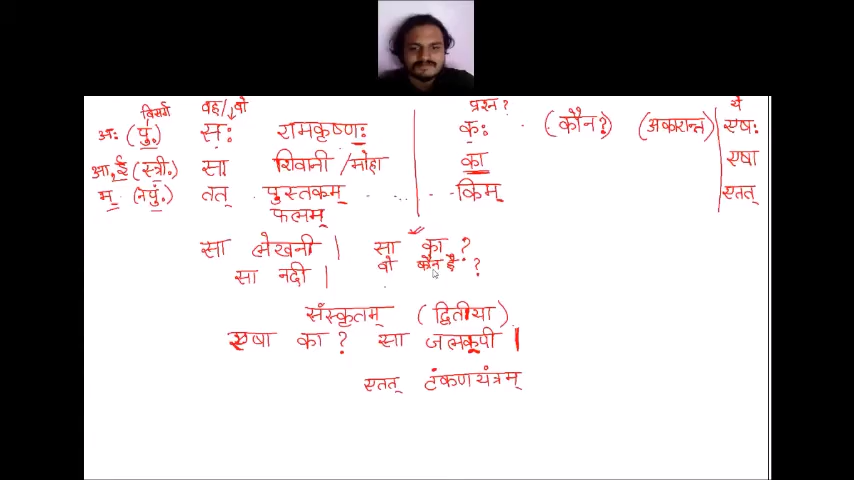 विसर्ग वह/वो प्रश्न? ये
अः (पुं.) सः रामकृष्णः कः (कौन?) (अकारान्त) एषः
आ,ई (स्त्री.) सा शिवानी/मोहा का एषा
म् (नपुं.) तत् पुस्तकम् किम् एतत्
फलम्
सा लेखनी | सा का ?
सा नदी | वो कौन है ?
संस्कृतम् (द्वितीया)
एषा का ? सा जलकूपी |
एतत् टंकणयंत्रम्